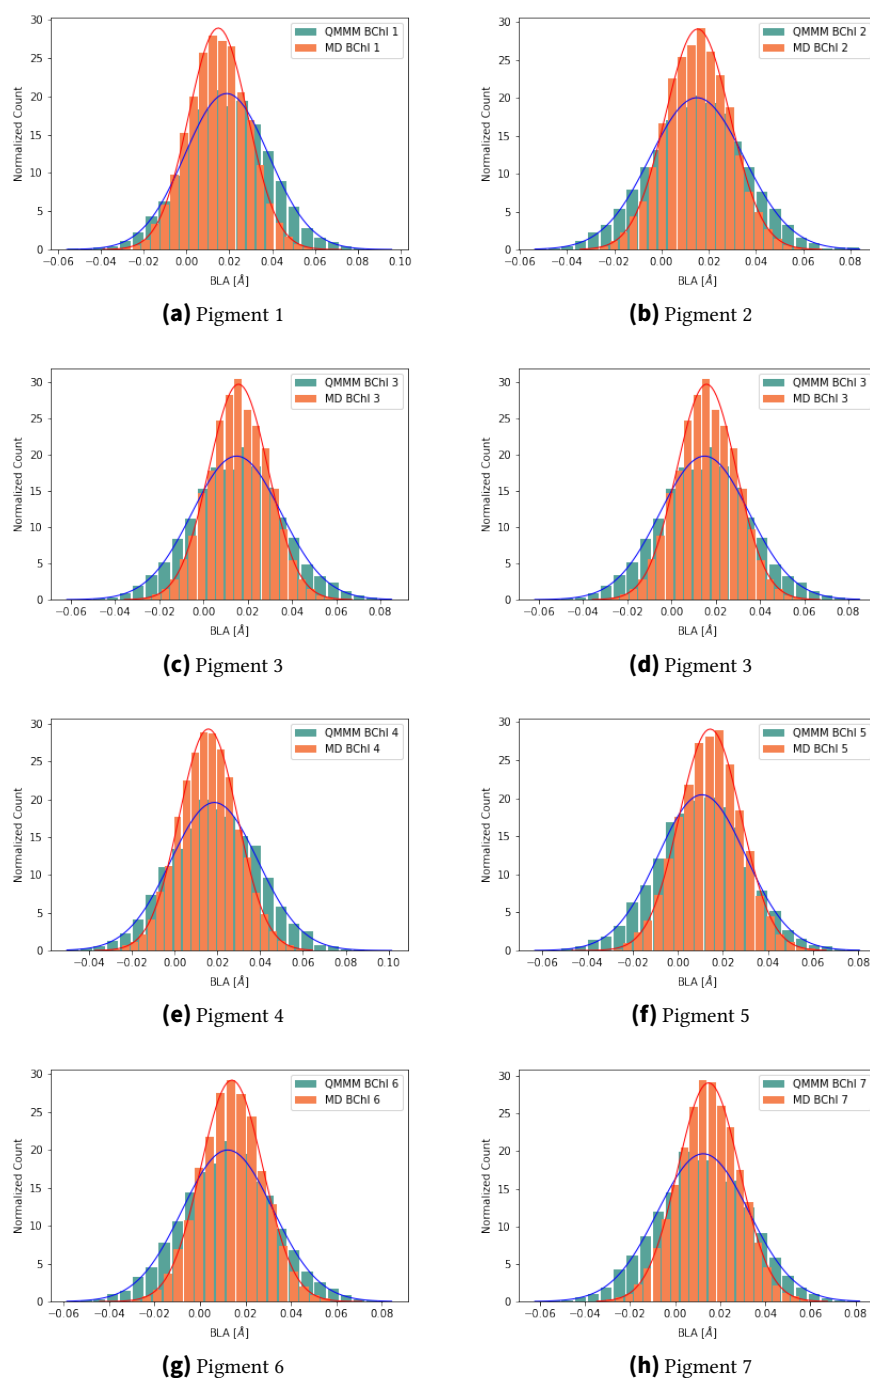 30
25
20
15
10
5
0
Normalized Count
QMMM BChl 1
MD BChl 1
−0.06 −0.04 −0.02 0.00 0.02 0.04 0.06 0.08 0.10
BLA [Å]
(a) Pigment 1
30
25
20
15
10
5
0
Normalized Count
QMMM BChl 2
MD BChl 2
−0.06 −0.04 −0.02 0.00 0.02 0.04 0.06 0.08
BLA [Å]
(b) Pigment 2
30
25
20
15
10
5
0
Normalized Count
QMMM BChl 3
MD BChl 3
−0.06 −0.04 −0.02 0.00 0.02 0.04 0.06 0.08
BLA [Å]
(c) Pigment 3
30
25
20
15
10
5
0
Normalized Count
QMMM BChl 3
MD BChl 3
−0.06 −0.04 −0.02 0.00 0.02 0.04 0.06 0.08
BLA [Å]
(d) Pigment 3
30
25
20
15
10
5
0
Normalized Count
QMMM BChl 4
MD BChl 4
−0.04 −0.02 0.00 0.02 0.04 0.06 0.08 0.10
BLA [Å]
(e) Pigment 4
30
25
20
15
10
5
0
Normalized Count
QMMM BChl 5
MD BChl 5
−0.06 −0.04 −0.02 0.00 0.02 0.04 0.06 0.08
BLA [Å]
(f) Pigment 5
30
25
20
15
10
5
0
Normalized Count
QMMM BChl 6
MD BChl 6
−0.06 −0.04 −0.02 0.00 0.02 0.04 0.06 0.08
BLA [Å]
(g) Pigment 6
30
25
20
15
10
5
0
Normalized Count
QMMM BChl 7
MD BChl 7
−0.06 −0.04 −0.02 0.00 0.02 0.04 0.06 0.08
BLA [Å]
(h) Pigment 7